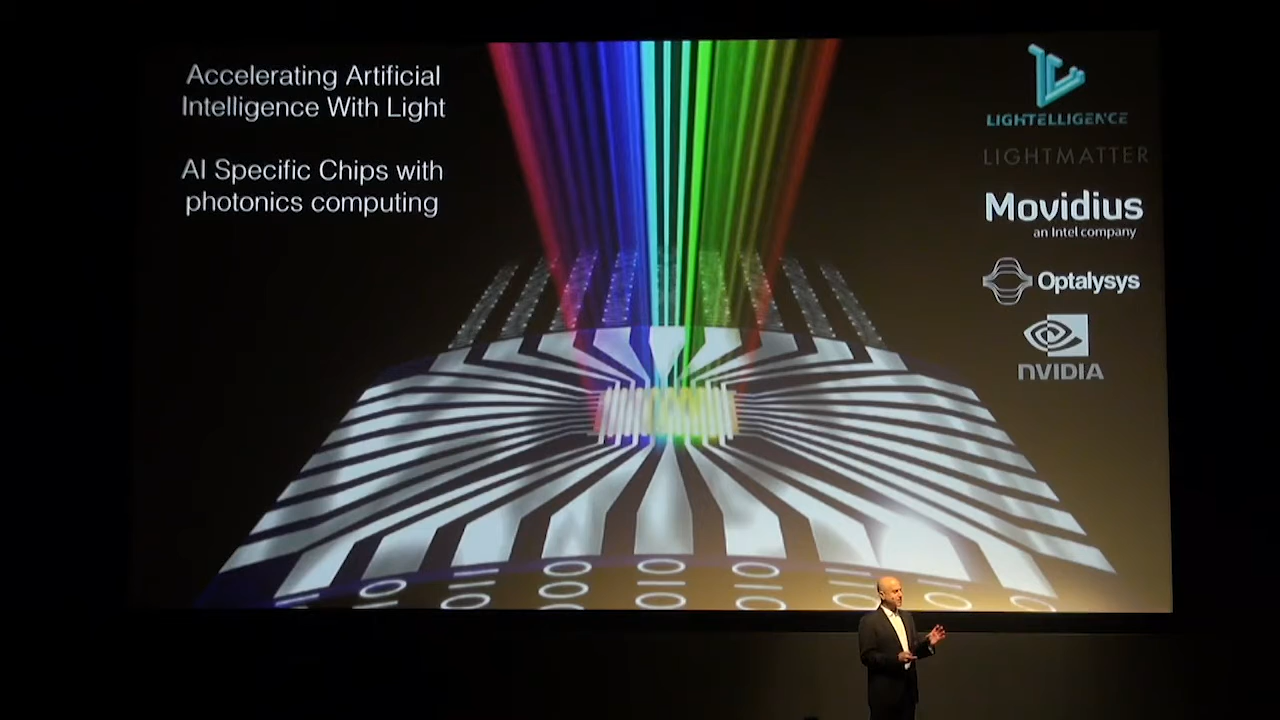 Accelerating Artificial
Intelligence With Light
AI Specific Chips with
photonics computing
LIGHTELLIGENCE
LIGHTMATTER
Movidius
an Intel company
Optalysys
NVIDIA